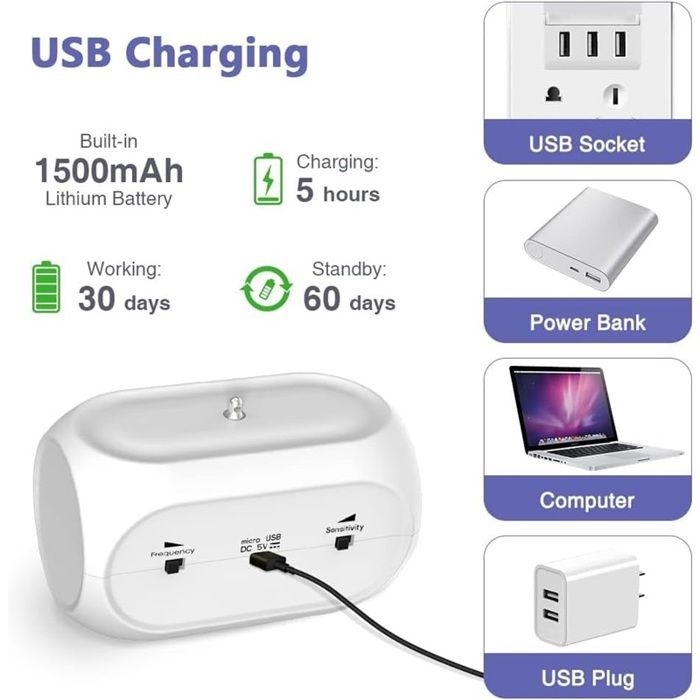 USB Charging
Built-in
1500mAh
Lithium Battery
Charging:
5 hours
Working:
30 days
Standby:
60 days
Frequency
micro USB
DC 5V
Sensitivity
USB Socket
Power Bank
Computer
USB Plug